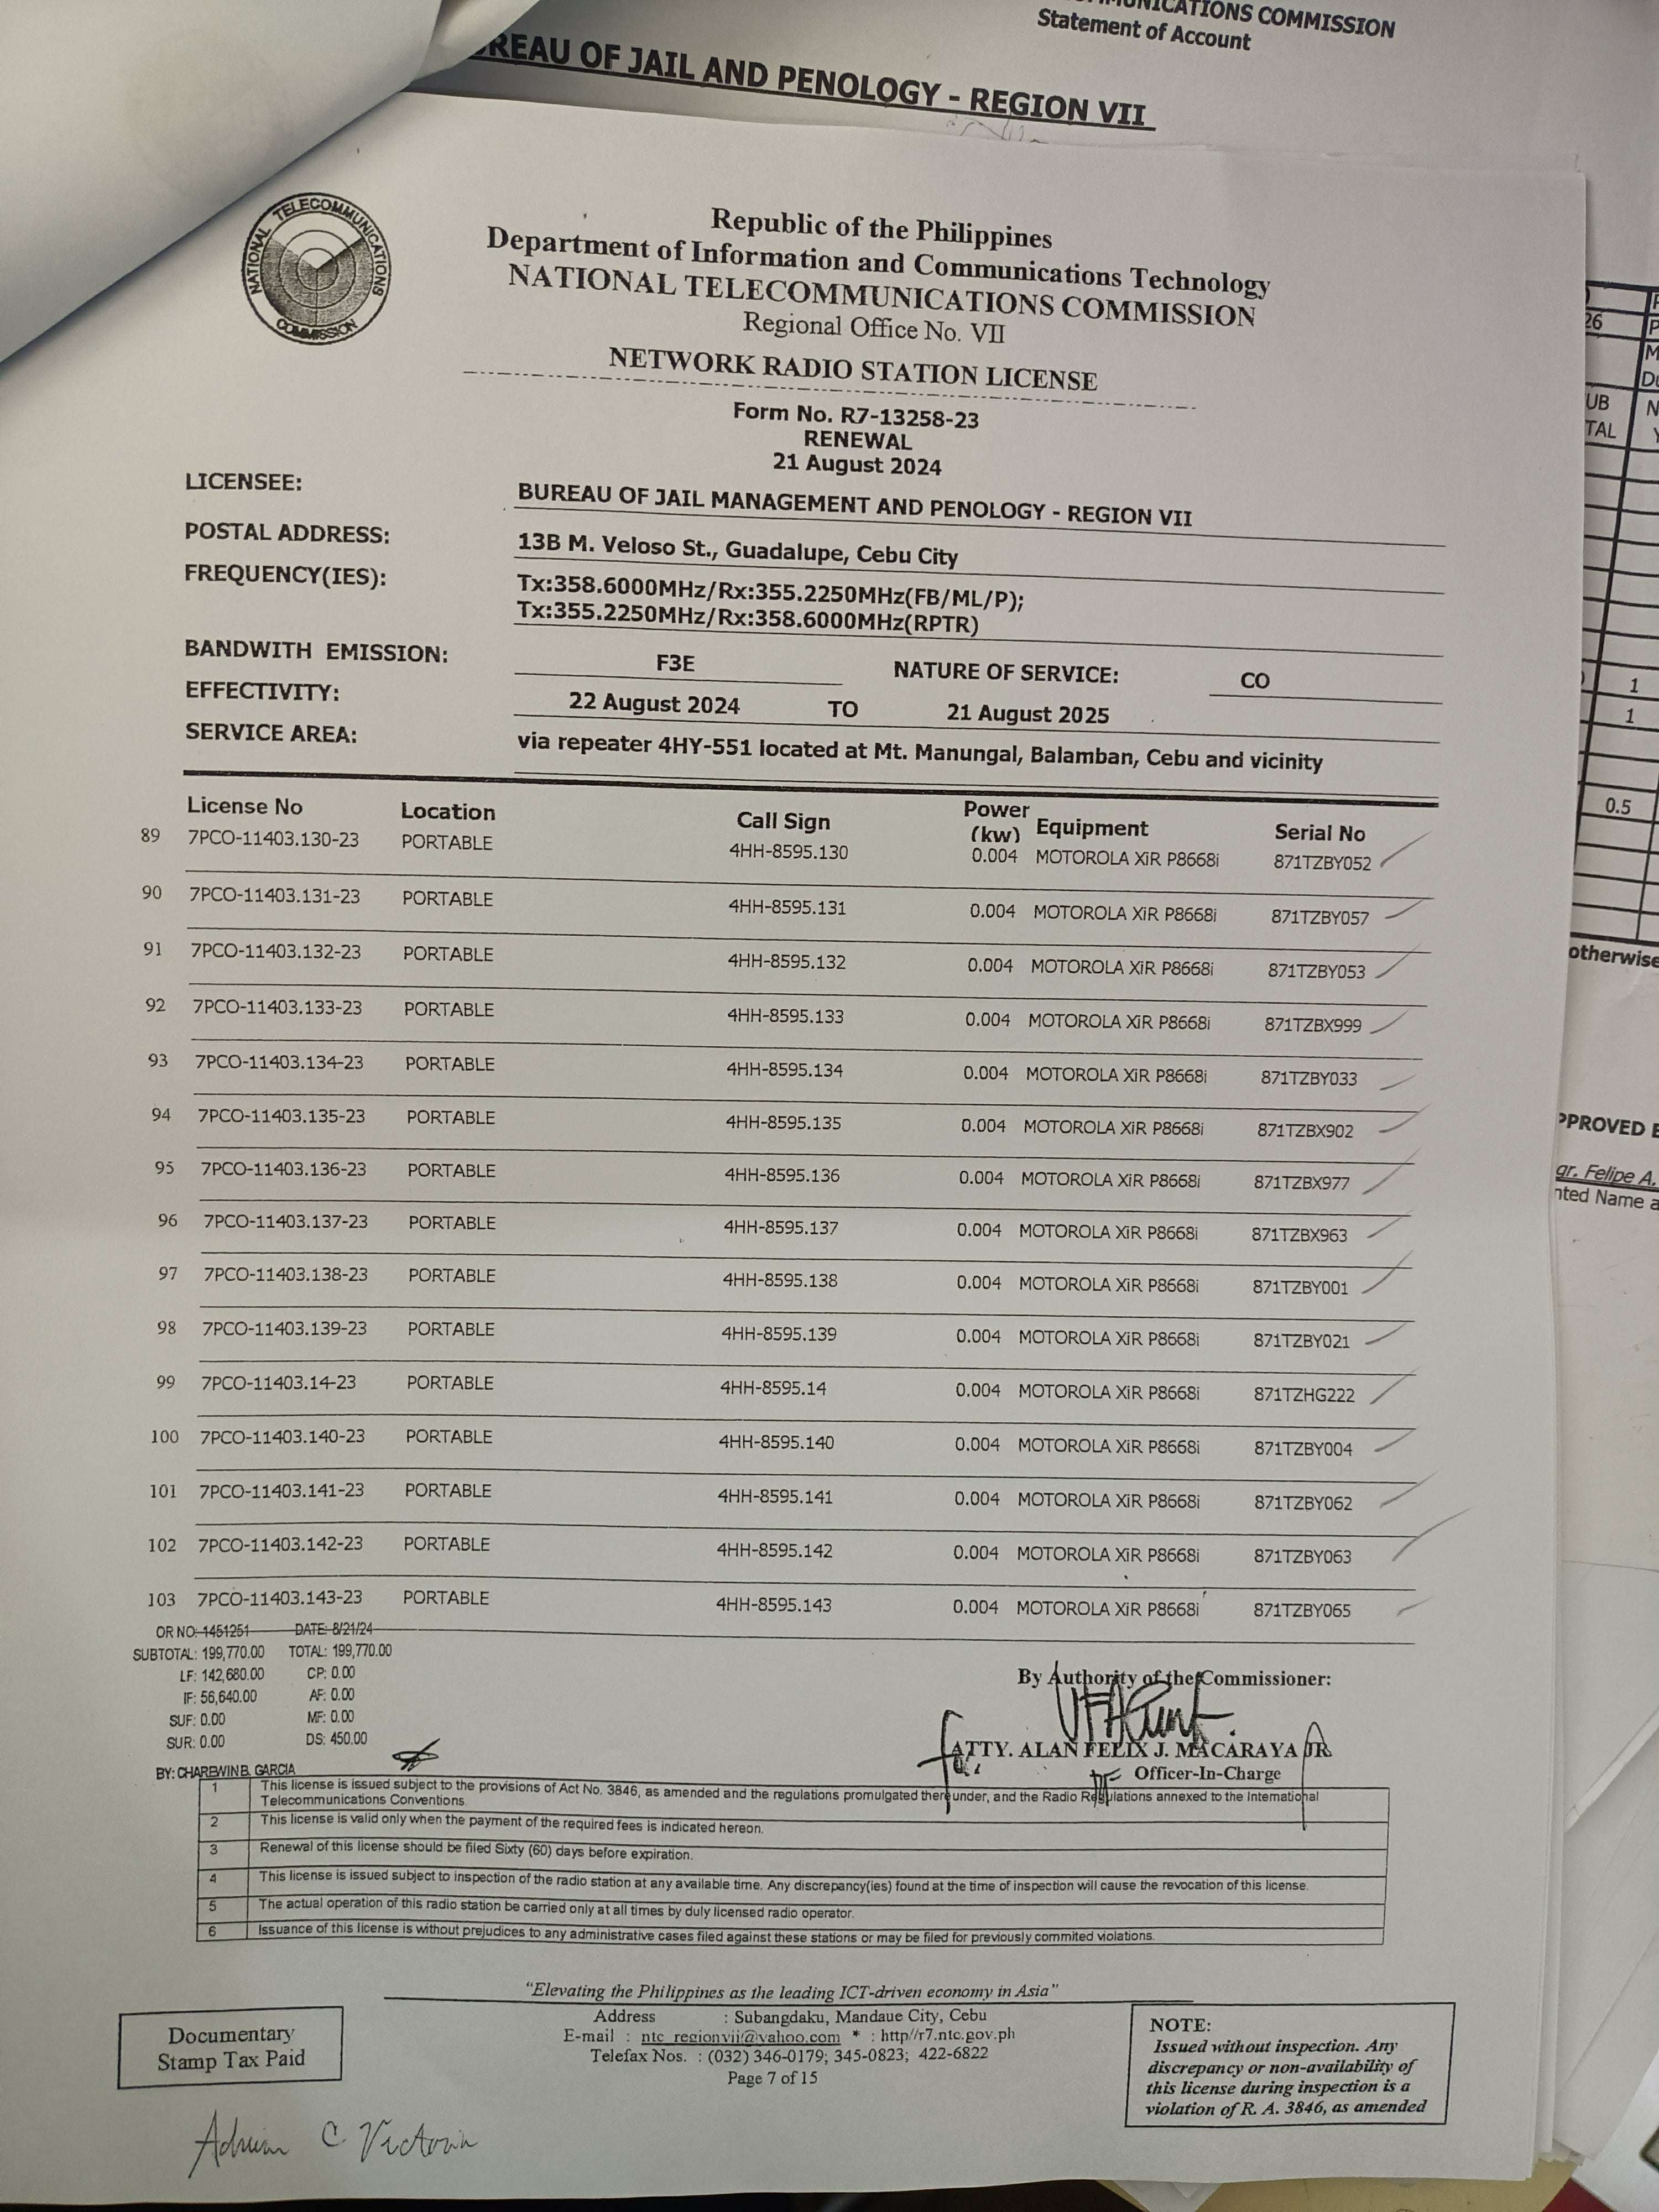 MUNICATIONS COMMISSION
Statement of Account
BUREAU OF JAIL AND PENOLOGY - REGION VII
NATIONAL TELECOMMUNICATIONS COMMISSION
Republic of the Philippines
Department of Information and Communications Technology
NATIONAL TELECOMMUNICATIONS COMMISSION
Regional Office No. VII
NETWORK RADIO STATION LICENSE
Form No. R7-13258-23
RENEWAL
21 August 2024
LICENSEE: BUREAU OF JAIL MANAGEMENT AND PENOLOGY - REGION VII
POSTAL ADDRESS: 13B M. Veloso St., Guadalupe, Cebu City
FREQUENCY(IES): Tx:358.6000MHz/Rx:355.2250MHz(FB/ML/P);
Tx:355.2250MHz/Rx:358.6000MHz(RPTR)
BANDWITH EMISSION: F3E NATURE OF SERVICE: CO
EFFECTIVITY: 22 August 2024 TO 21 August 2025
SERVICE AREA: via repeater 4HY-551 located at Mt. Manungal, Balamban, Cebu and vicinity
License No Location Call Sign Power (kw) Equipment Serial No
89 7PCO-11403.130-23 PORTABLE 4HH-8595.130 0.004 MOTOROLA XiR P8668i 871TZBY052
90 7PCO-11403.131-23 PORTABLE 4HH-8595.131 0.004 MOTOROLA XiR P8668i 871TZBY057
91 7PCO-11403.132-23 PORTABLE 4HH-8595.132 0.004 MOTOROLA XiR P8668i 871TZBY053
92 7PCO-11403.133-23 PORTABLE 4HH-8595.133 0.004 MOTOROLA XiR P8668i 871TZBX999
93 7PCO-11403.134-23 PORTABLE 4HH-8595.134 0.004 MOTOROLA XiR P8668i 871TZBY033
94 7PCO-11403.135-23 PORTABLE 4HH-8595.135 0.004 MOTOROLA XiR P8668i 871TZBX902
95 7PCO-11403.136-23 PORTABLE 4HH-8595.136 0.004 MOTOROLA XiR P8668i 871TZBX977
96 7PCO-11403.137-23 PORTABLE 4HH-8595.137 0.004 MOTOROLA XiR P8668i 871TZBX963
97 7PCO-11403.138-23 PORTABLE 4HH-8595.138 0.004 MOTOROLA XiR P8668i 871TZBY001
98 7PCO-11403.139-23 PORTABLE 4HH-8595.139 0.004 MOTOROLA XiR P8668i 871TZBY021
99 7PCO-11403.14-23 PORTABLE 4HH-8595.14 0.004 MOTOROLA XiR P8668i 871TZHG222
100 7PCO-11403.140-23 PORTABLE 4HH-8595.140 0.004 MOTOROLA XiR P8668i 871TZBY004
101 7PCO-11403.141-23 PORTABLE 4HH-8595.141 0.004 MOTOROLA XiR P8668i 871TZBY062
102 7PCO-11403.142-23 PORTABLE 4HH-8595.142 0.004 MOTOROLA XiR P8668i 871TZBY063
103 7PCO-11403.143-23 PORTABLE 4HH-8595.143 0.004 MOTOROLA XiR P8668i 871TZBY065
OR NO: 1451251 DATE: 8/21/24
SUBTOTAL: 199,770.00 TOTAL: 199,770.00
LF: 142,680.00 CP: 0.00
IF: 56,640.00 AF: 0.00
SUF: 0.00 MF: 0.00
SUR: 0.00 DS: 450.00
BY: CHAREWIN B. GARCIA
By Authority of the Commissioner:
ATTY. ALAN FELIX J. MACARAYA JR
Officer-In-Charge
1 This license is issued subject to the provisions of Act No. 3846, as amended and the regulations promulgated thereunder, and the Radio Regulations annexed to the International
Telecommunications Conventions.
2 This license is valid only when the payment of the required fees is indicated hereon.
3 Renewal of this license should be filed Sixty (60) days before expiration.
4 This license is issued subject to inspection of the radio station at any available time. Any discrepancy(ies) found at the time of inspection will cause the revocation of this license.
5 The actual operation of this radio station be carried only at all times by duly licensed radio operator.
6 Issuance of this license is without prejudices to any administrative cases filed against these stations or may be filed for previously commited violations.
"Elevating the Philippines as the leading ICT-driven economy in Asia"
Address : Subangdaku, Mandaue City, Cebu
E-mail : ntc_regionvii@yahoo.com * : http//r7.ntc.gov.ph
Telefax Nos. : (032) 346-0179; 345-0823; 422-6822
Page 7 of 15
Documentary
Stamp Tax Paid
NOTE:
Issued without inspection. Any
discrepancy or non-availability of
this license during inspection is a
violation of R. A. 3846, as amended
Adrian C. Victoria
26
UB
TAL
1
1
0.5
otherwise
PPROVED B
gr. Felipe A.
nted Name a